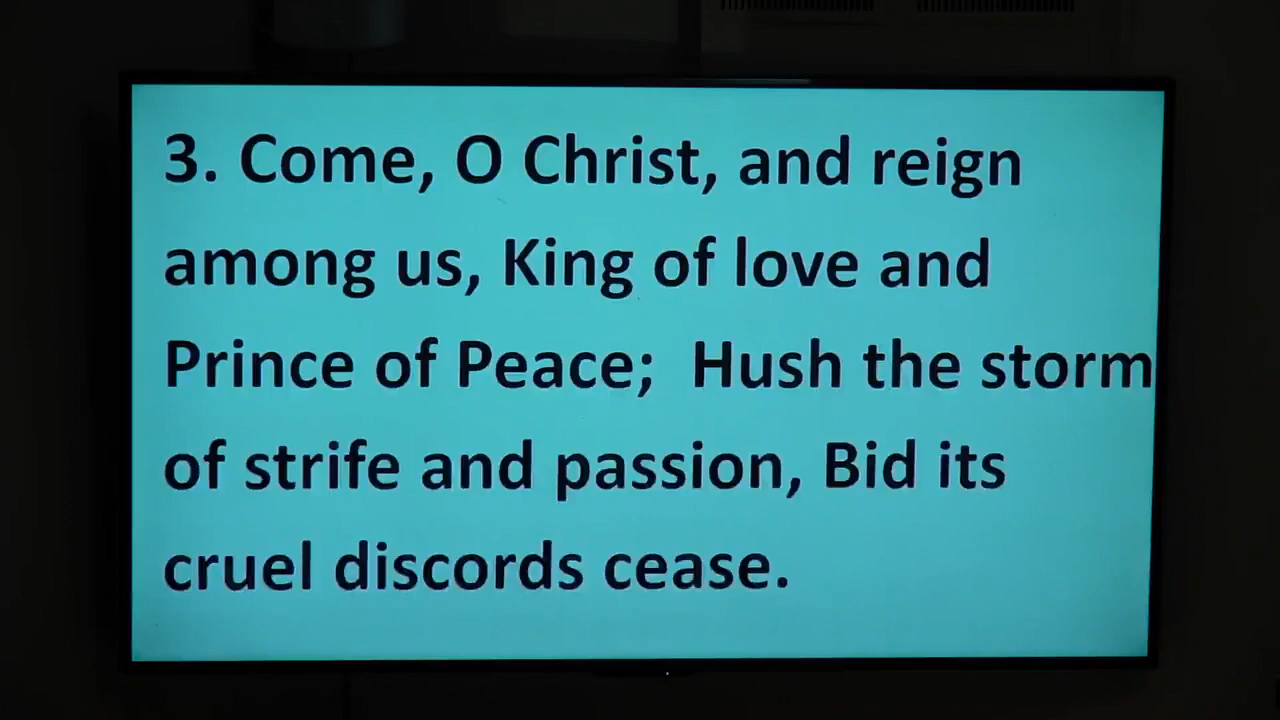 3. Come, O Christ, and reign
among us, King of love and
Prince of Peace;  Hush the storm
of strife and passion, Bid its
cruel discords cease.